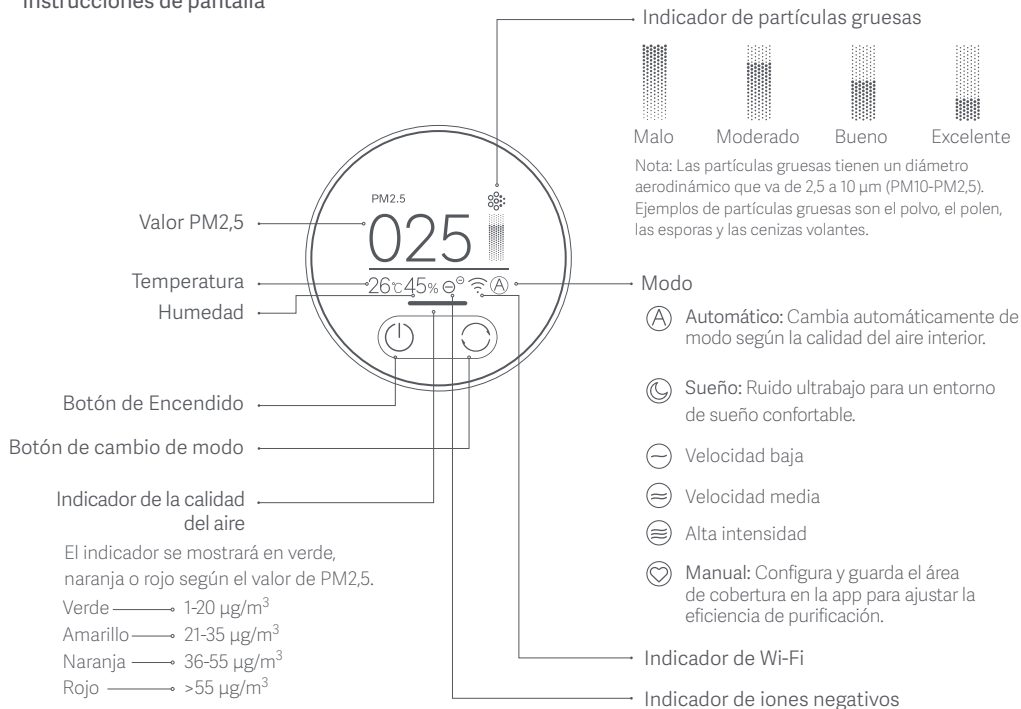 Instrucciones de pantalla
Indicador de partículas gruesas
Malo Moderado Bueno Excelente
Nota: Las partículas gruesas tienen un diámetro
aerodinámico que va de 2,5 a 10 µm (PM10-PM2,5).
Ejemplos de partículas gruesas son el polvo, el polen,
las esporas y las cenizas volantes.
PM2.5
025
26℃ 45% A
Valor PM2,5
Temperatura
Humedad
Botón de Encendido
Botón de cambio de modo
Indicador de la calidad
del aire
El indicador se mostrará en verde,
naranja o rojo según el valor de PM2,5.
Verde 1-20 µg/m³
Amarillo 21-35 µg/m³
Naranja 36-55 µg/m³
Rojo >55 µg/m³
Modo
A Automático: Cambia automáticamente de
modo según la calidad del aire interior.
Sueño: Ruido ultrabajo para un entorno
de sueño confortable.
Velocidad baja
Velocidad media
Alta intensidad
Manual: Configura y guarda el área
de cobertura en la app para ajustar la
eficiencia de purificación.
Indicador de Wi-Fi
Indicador de iones negativos